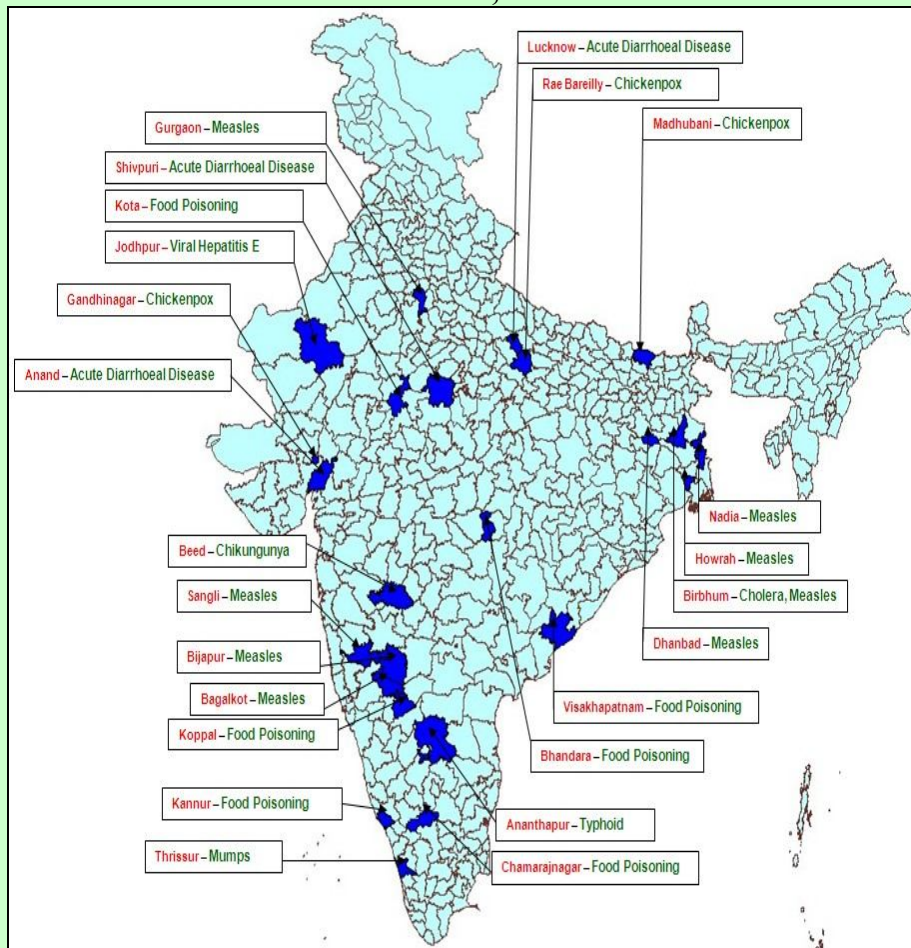 Lucknow – Acute Diarrhoeal Disease
Rae Bareilly – Chickenpox
Madhubani – Chickenpox
Gurgaon – Measles
Shivpuri – Acute Diarrhoeal Disease
Kota – Food Poisoning
Jodhpur – Viral Hepatitis E
Gandhinagar – Chickenpox
Anand – Acute Diarrhoeal Disease
Nadia – Measles
Beed – Chikungunya
Howrah – Measles
Sangli – Measles
Birbhum – Cholera, Measles
Dhanbad – Measles
Bijapur – Measles
Bagalkot – Measles
Visakhapatnam – Food Poisoning
Koppal – Food Poisoning
Bhandara – Food Poisoning
Kannur – Food Poisoning
Ananthapur – Typhoid
Thrissur – Mumps
Chamarajnagar – Food Poisoning